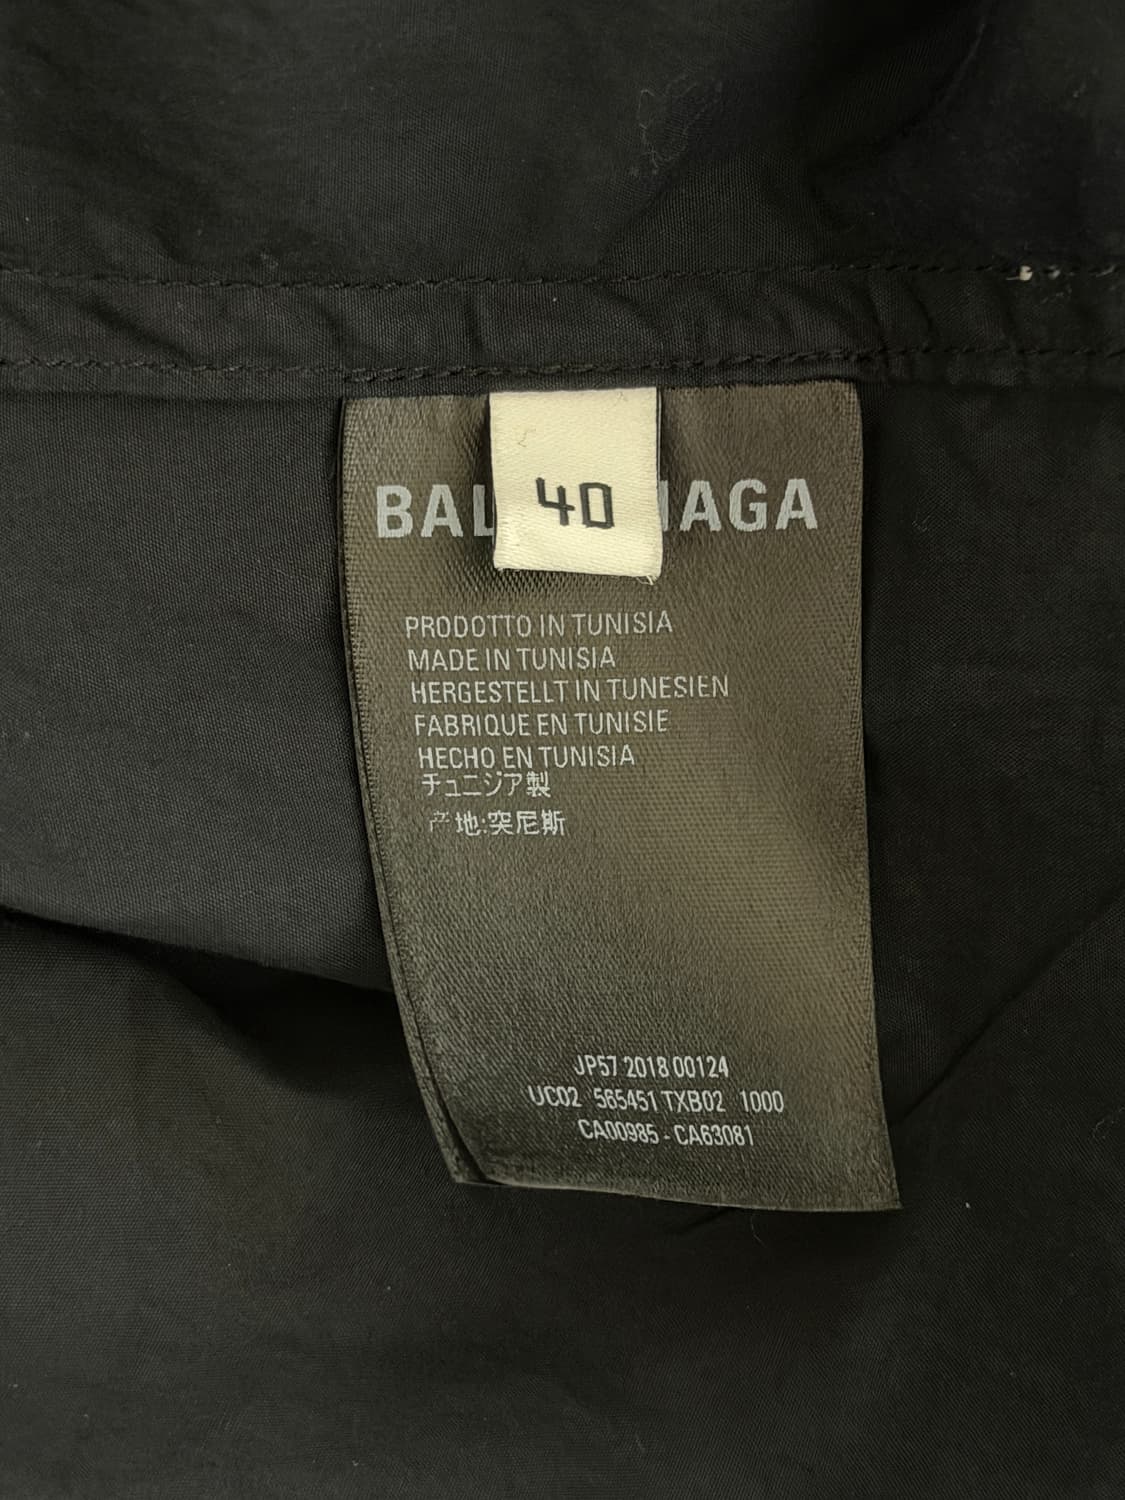 BAL 40 NAGA
PRODOTTO IN TUNISIA
MADE IN TUNISIA
HERGESTELLT IN TUNESIEN
FABRIQUE EN TUNISIE
HECHO EN TUNISIA
チュニジア製
产地:突尼斯
JP57 2018 00124
UC02 565451 TXB02 1000
CA00985 - CA63081